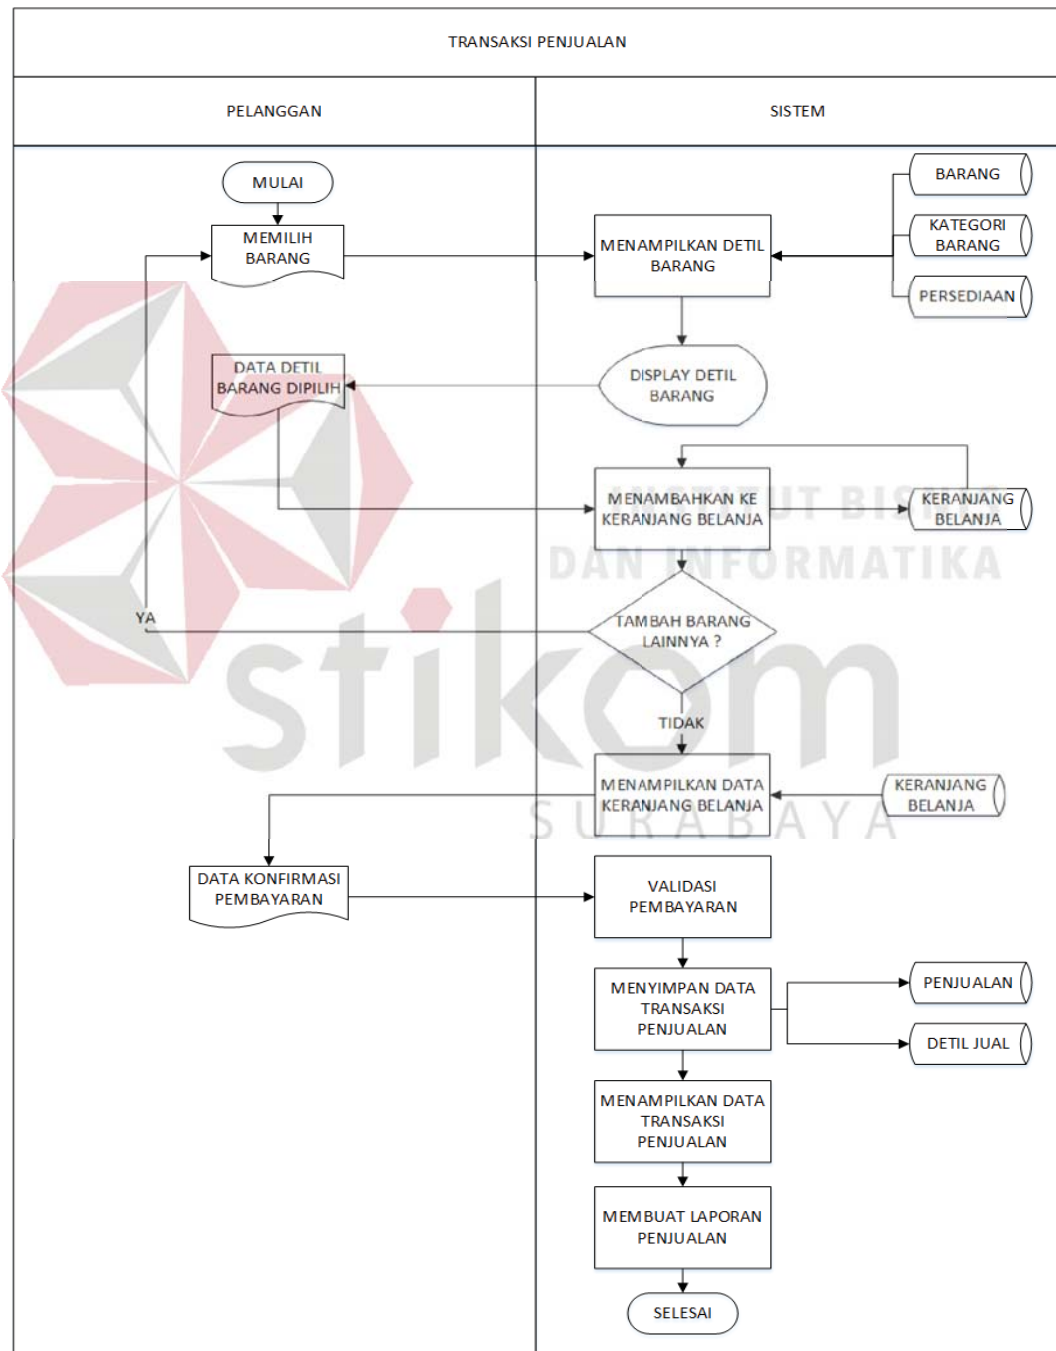 TRANSAKSI PENJUALAN
PELANGGAN
SISTEM
MULAI
BARANG
MEMILIH
BARANG
MENAMPILKAN DETIL
BARANG
KATEGORI
BARANG
PERSEDIAAN
DATA DETIL
BARANG DIPILIH
DISPLAY DETIL
BARANG
MENAMBAHKAN KE
KERANJANG BELANJA
KERANJANG
BELANJA
INSTITUT BISNIS
DAN INFORMATIKA
YA
TAMBAH BARANG
LAINNYA ?
stikom
TIDAK
MENAMPILKAN DATA
KERANJANG BELANJA
KERANJANG
BELANJA
SURABAYA
DATA KONFIRMASI
PEMBAYARAN
VALIDASI
PEMBAYARAN
MENYIMPAN DATA
TRANSAKSI
PENJUALAN
PENJUALAN
DETIL JUAL
MENAMPILKAN DATA
TRANSAKSI
PENJUALAN
MEMBUAT LAPORAN
PENJUALAN
SELESAI